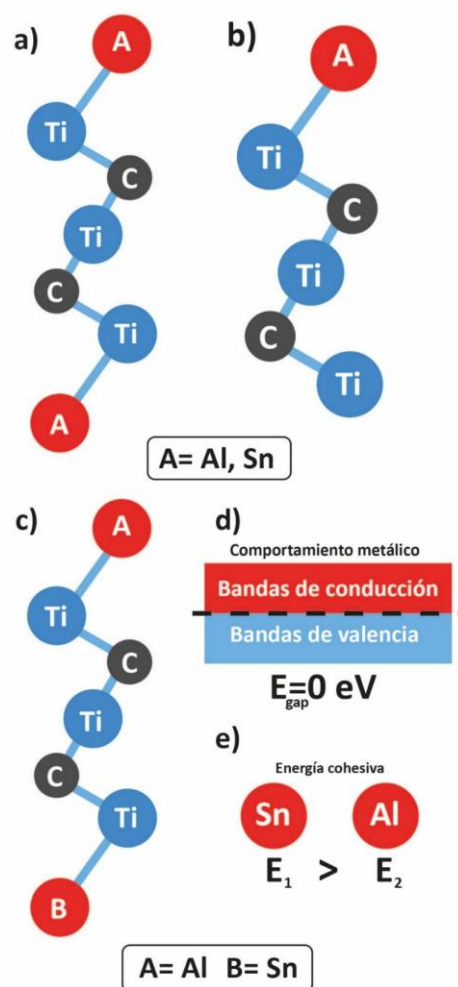 a)
A
Ti
C
Ti
C
Ti
A
b)
A
Ti
C
Ti
C
Ti
A= Al, Sn
c)
A
Ti
C
Ti
C
Ti
B
d)
Comportamiento metálico
Bandas de conducción
Bandas de valencia
E_gap=0 eV
e)
Energía cohesiva
Sn Al
E₁ > E₂
A= Al B= Sn